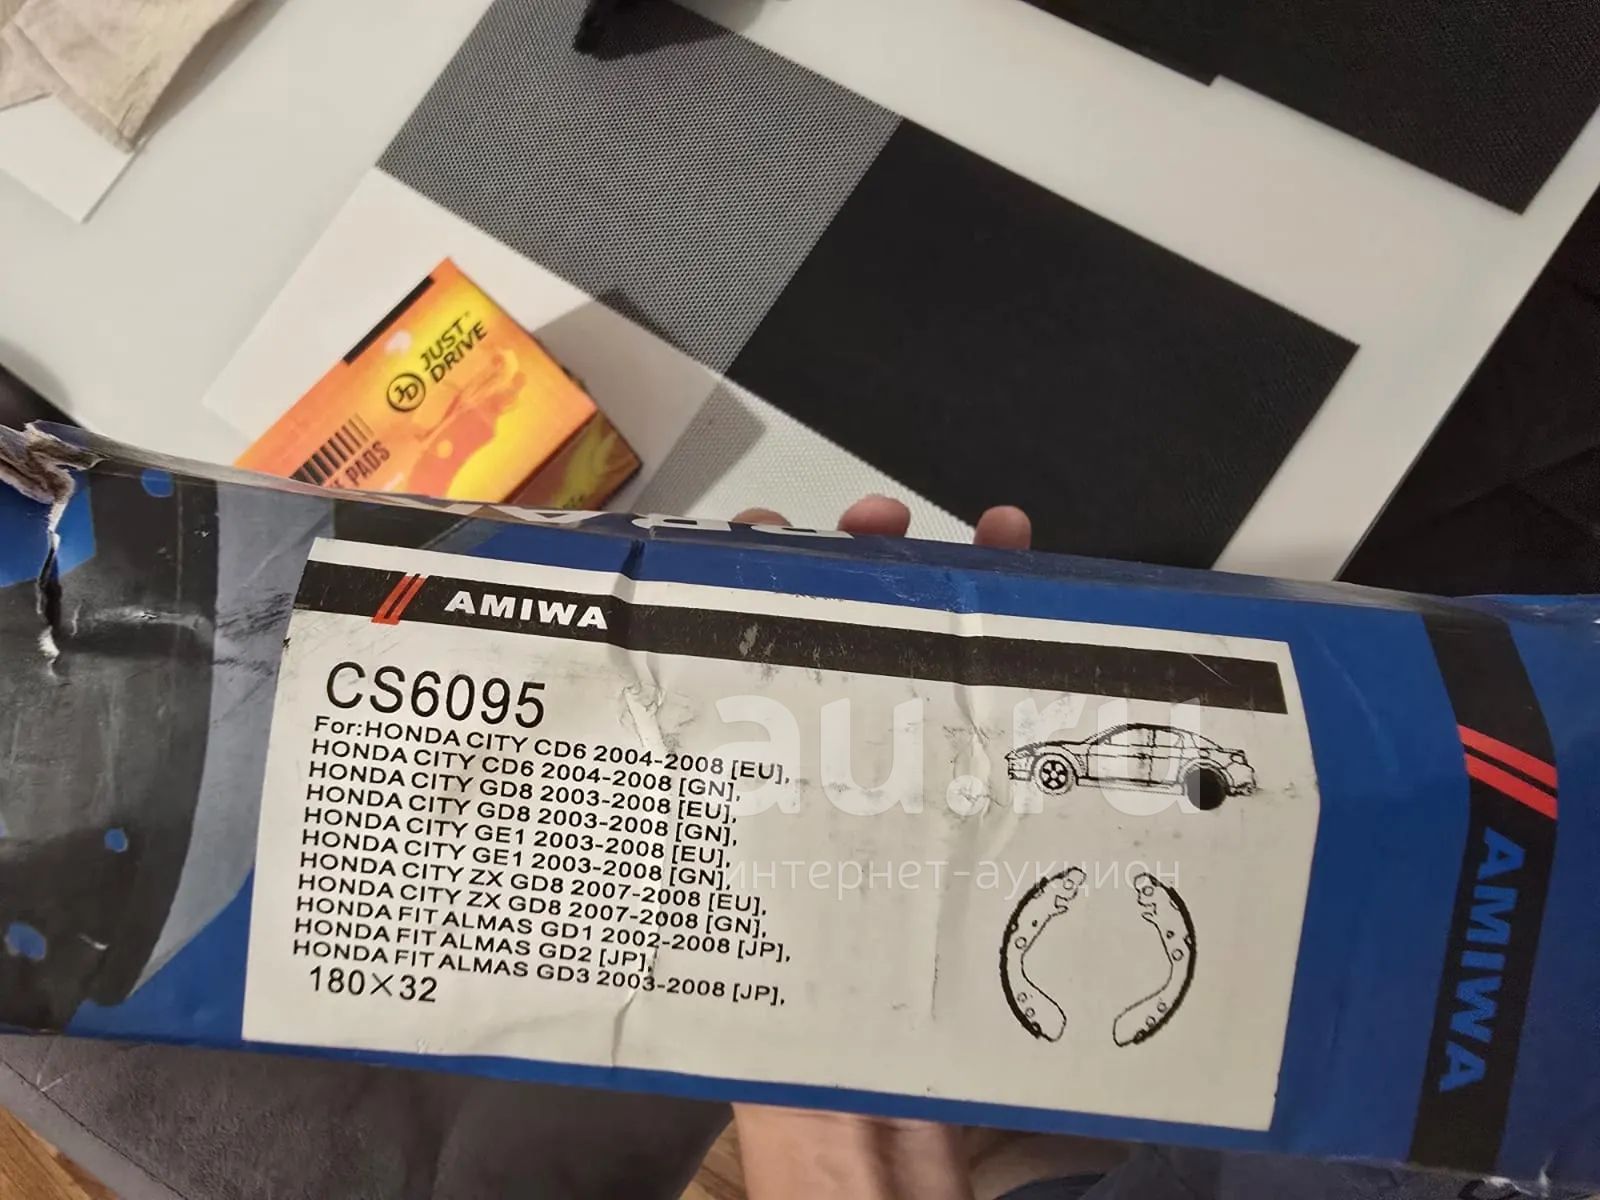 JUST
DRIVE
JD
PADS
AMIWA
CS6095
For:HONDA CITY CD6 2004-2008 [EU],
HONDA CITY CD6 2004-2008 [GN],
HONDA CITY GD8 2003-2008 [EU],
HONDA CITY GD8 2003-2008 [GN],
HONDA CITY GE1 2003-2008 [EU],
HONDA CITY GE1 2003-2008 [GN],
HONDA CITY ZX GD8 2007-2008 [EU],
HONDA CITY ZX GD8 2007-2008 [GN],
HONDA FIT ALMAS GD1 2002-2008 [JP],
HONDA FIT ALMAS GD2 [JP],
HONDA FIT ALMAS GD3 2003-2008 [JP],
180×32
AMIWA
au.ru
интернет-аукцион